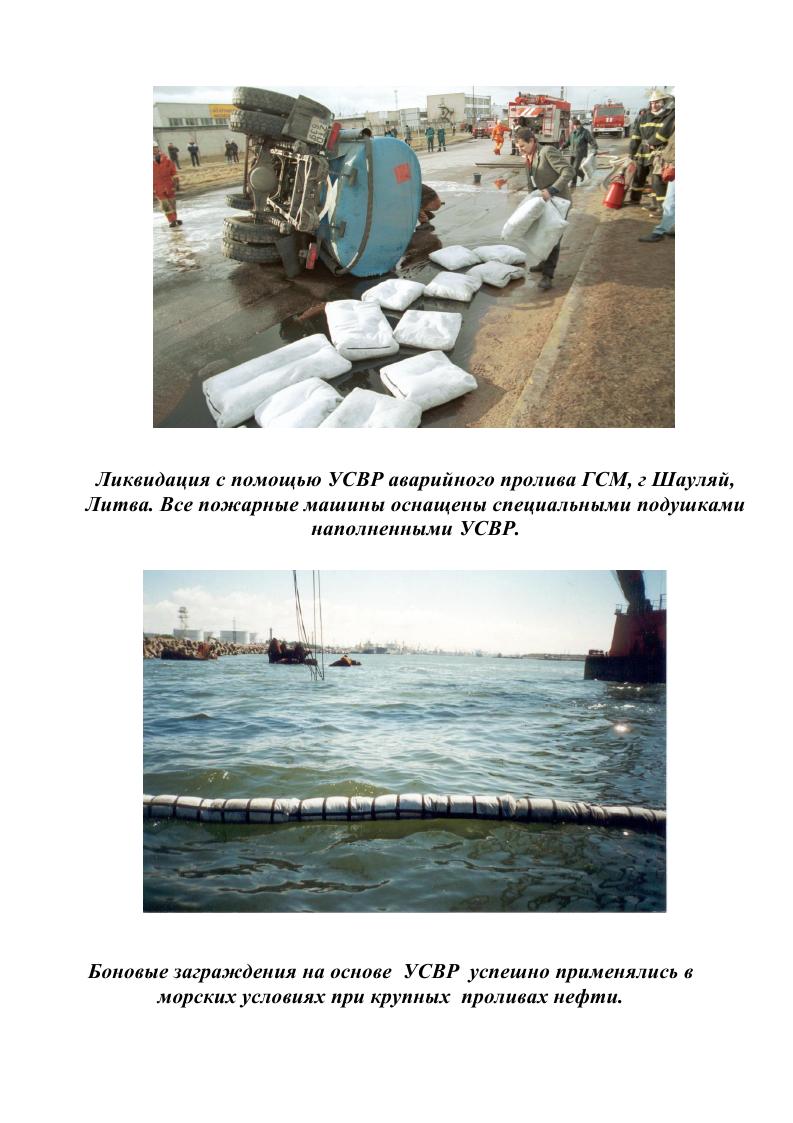 Ликвидация с помощью УСВР аварийного пролива ГСМ, г Шауляй,
Литва. Все пожарные машины оснащены специальными подушками
наполненными УСВР.
Боновые заграждения на основе УСВР успешно применялись в
морских условиях при крупных проливах нефти.